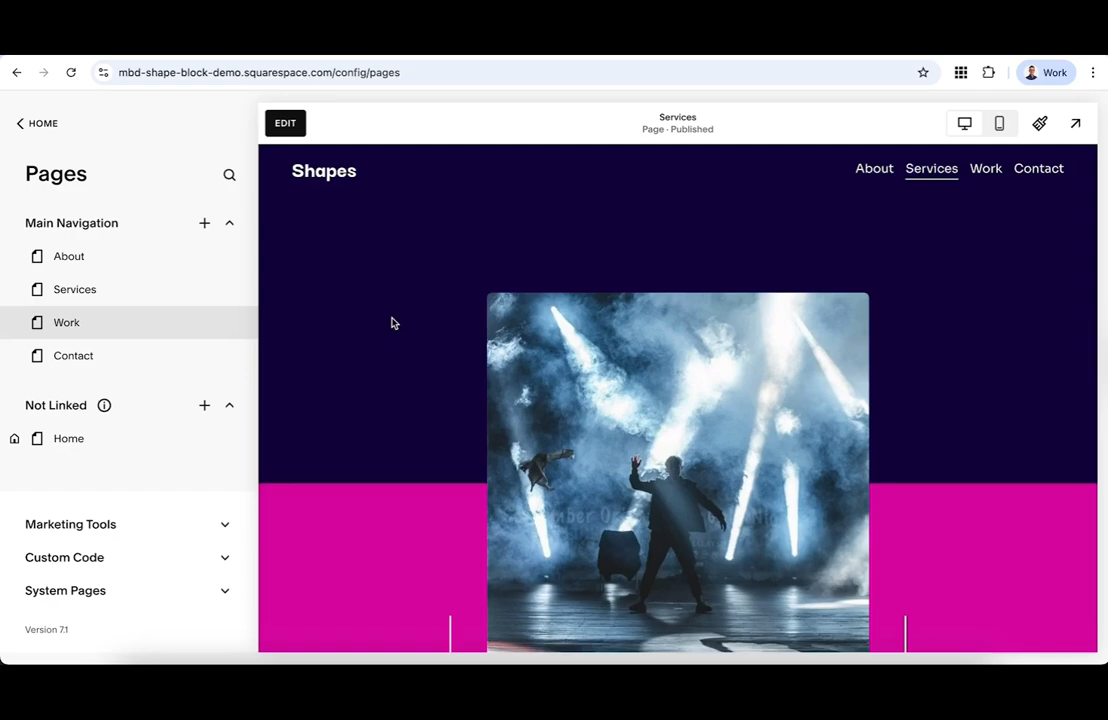 mbd-shape-block-demo.squarespace.com/config/pages
Work
HOME
EDIT
Services
Page · Published
Pages
Shapes
About Services Work Contact
Main Navigation
About
Services
Work
Contact
Not Linked
Home
Marketing Tools
Custom Code
System Pages
Version 7.1